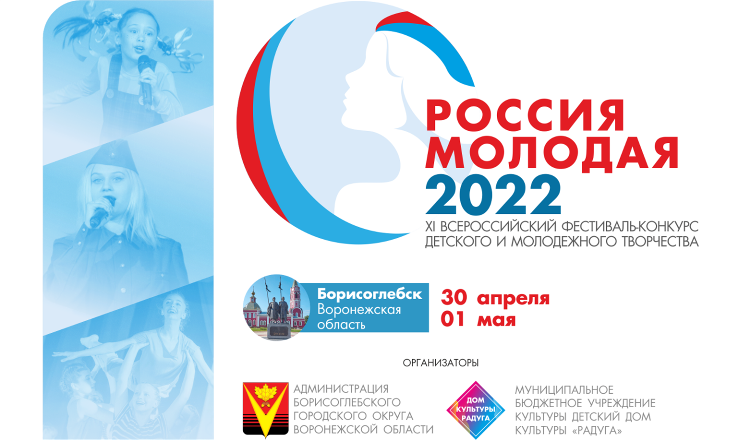 РОССИЯ
МОЛОДАЯ
2022
XI ВСЕРОССИЙСКИЙ ФЕСТИВАЛЬ-КОНКУРС
ДЕТСКОГО И МОЛОДЕЖНОГО ТВОРЧЕСТВА
Борисоглебск
Воронежская
область
30 апреля
01 мая
ОРГАНИЗАТОРЫ
АДМИНИСТРАЦИЯ
БОРИСОГЛЕБСКОГО
ГОРОДСКОГО ОКРУГА
ВОРОНЕЖСКОЙ ОБЛАСТИ
ДОМ
КУЛЬТУРЫ
РАДУГА
МУНИЦИПАЛЬНОЕ
БЮДЖЕТНОЕ УЧРЕЖДЕНИЕ
КУЛЬТУРЫ ДЕТСКИЙ ДОМ
КУЛЬТУРЫ «РАДУГА»